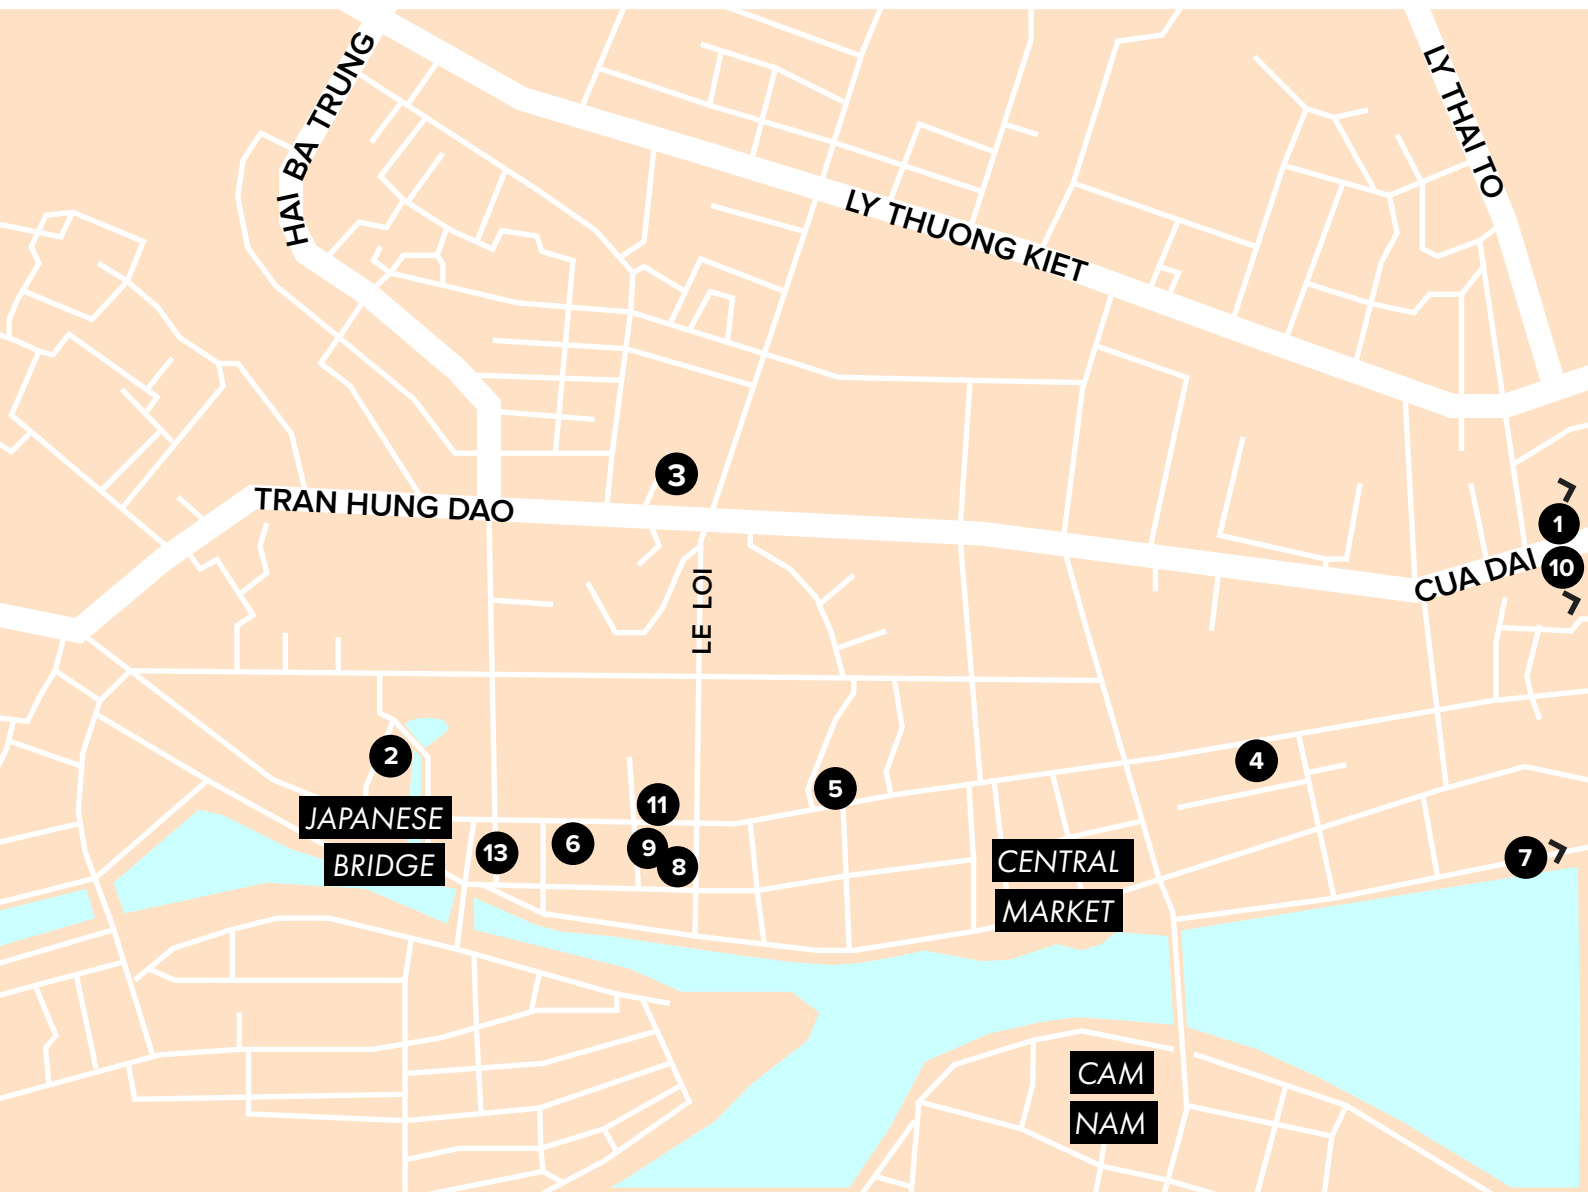 HAI BA TRUNG
LY THAI TO
LY THUONG KIET
3
TRAN HUNG DAO
1
CUA DAI
10
LE LOI
2
4
5
11
JAPANESE
BRIDGE
13
6
9
8
CENTRAL
MARKET
7
CAM
NAM